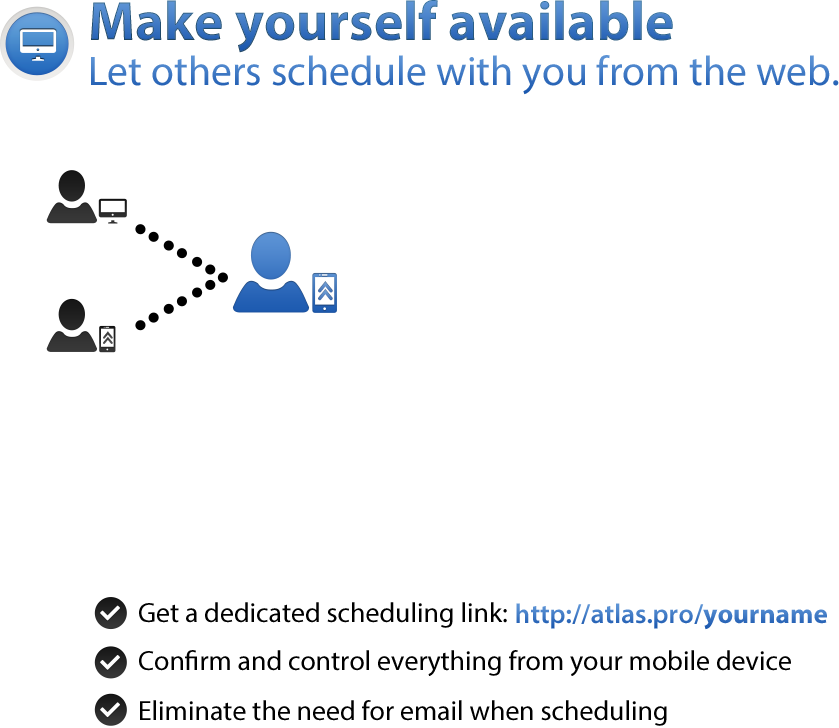 Make yourself available
Let others schedule with you from the web.
Get a dedicated scheduling link: http://atlas.pro/yourname
Confirm and control everything from your mobile device
Eliminate the need for email when scheduling